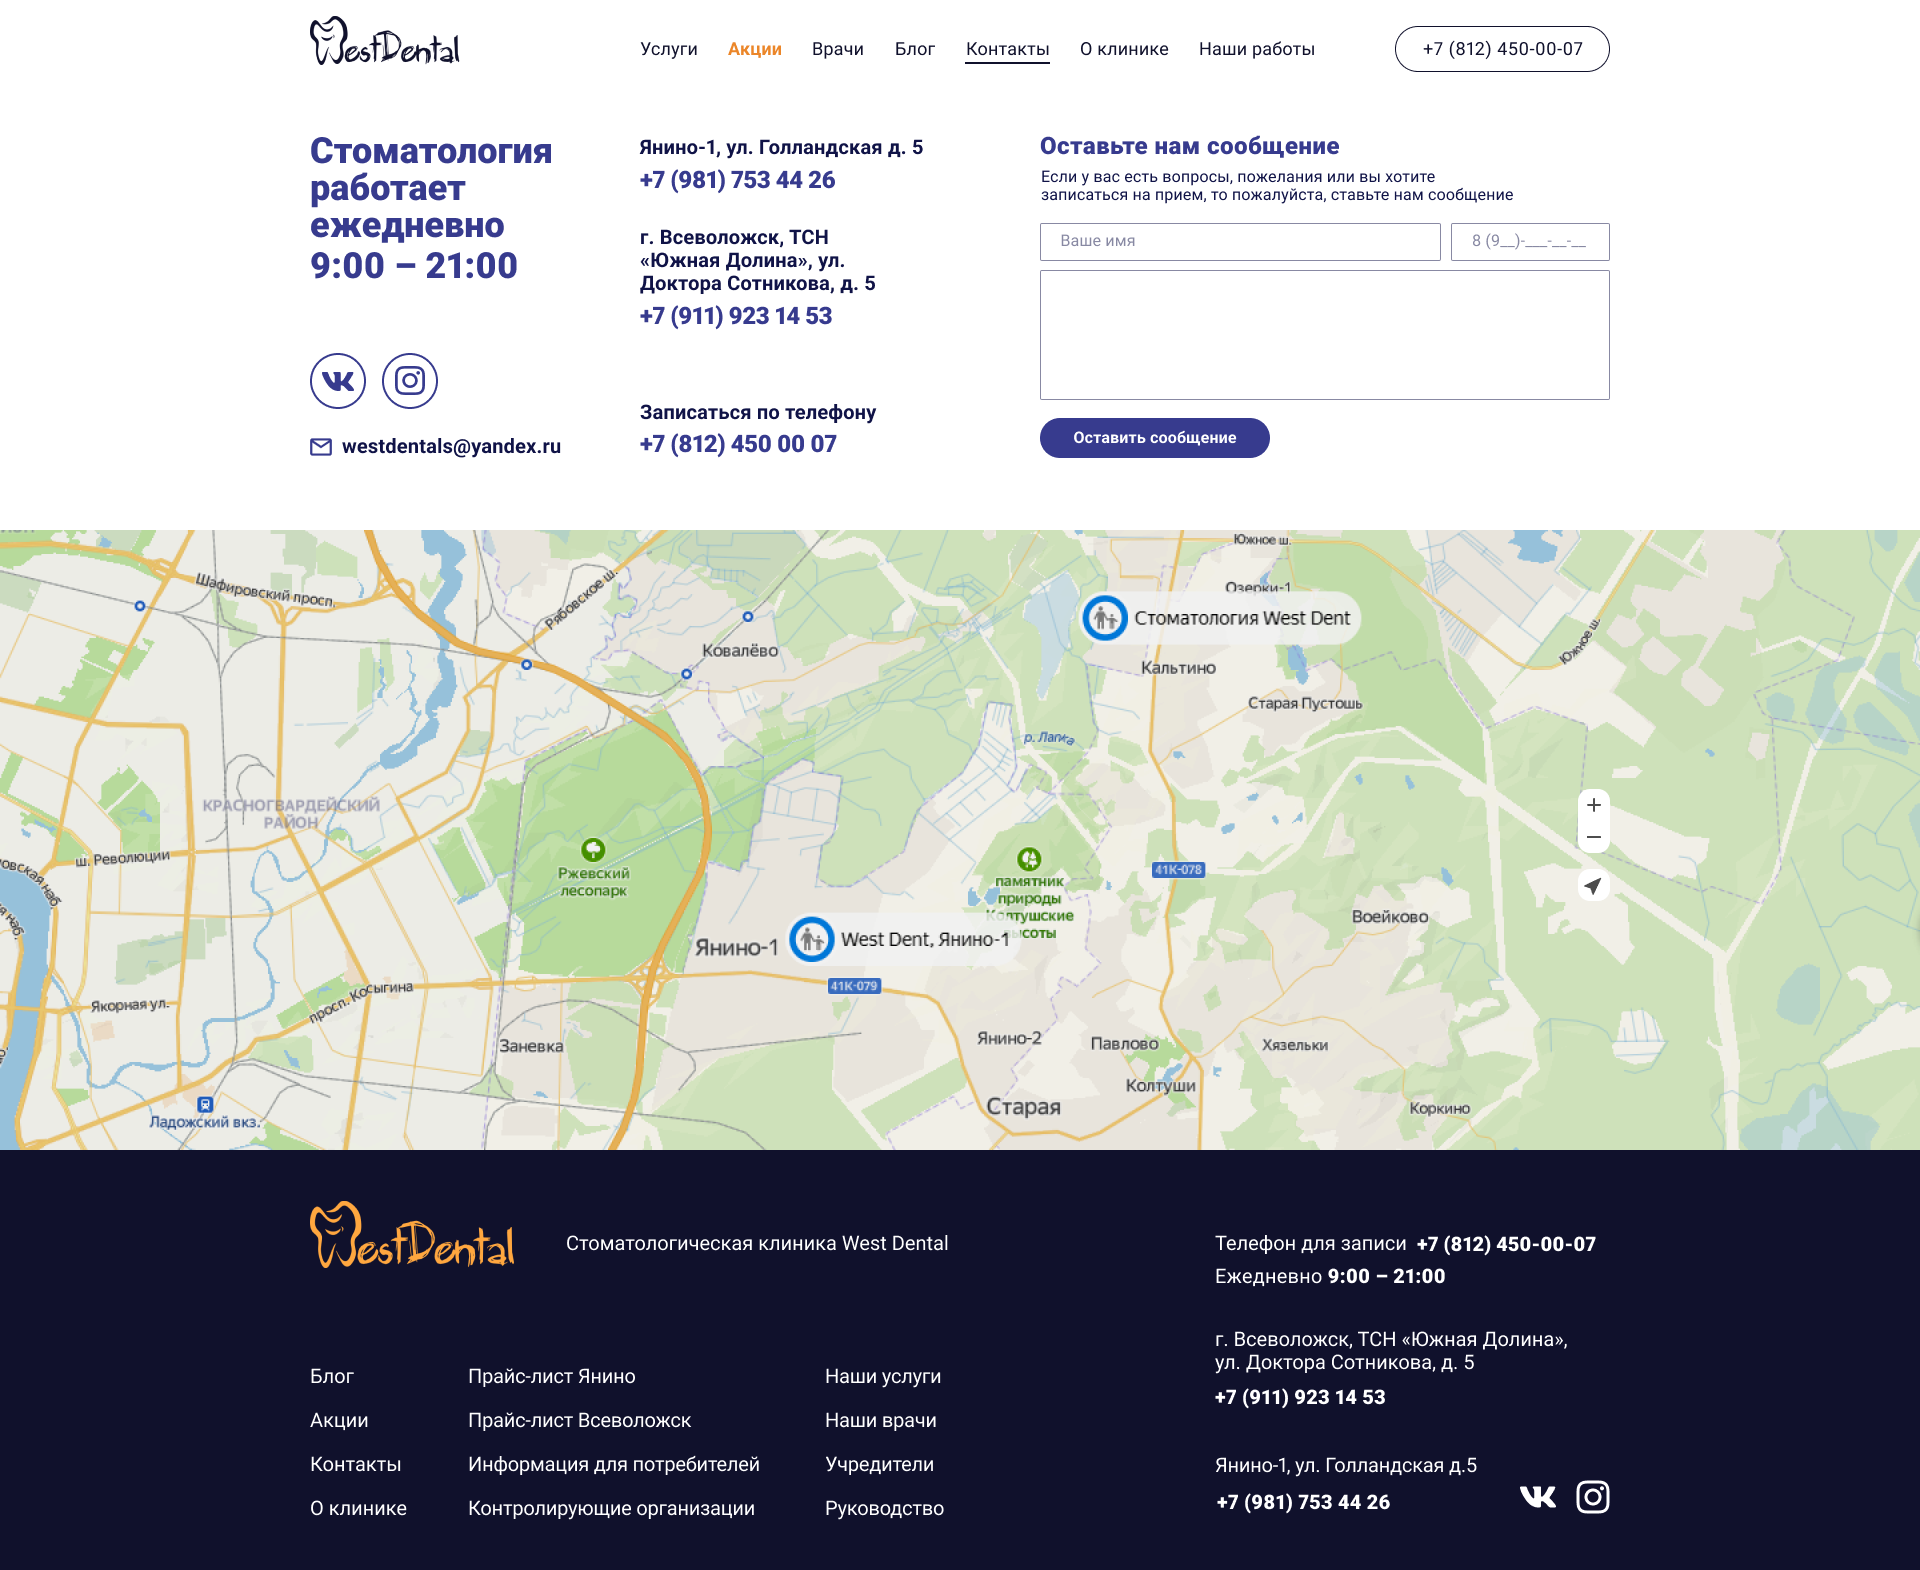 WestDental
Услуги
Акции
Врачи
Блог
Контакты
О клинике
Наши работы
+7 (812) 450-00-07
Стоматология
работает
ежедневно
9:00 – 21:00
westdentals@yandex.ru
Янино-1, ул. Голландская д. 5
+7 (981) 753 44 26
г. Всеволожск, ТСН
«Южная Долина», ул.
Доктора Сотникова, д. 5
+7 (911) 923 14 53
Записаться по телефону
+7 (812) 450 00 07
Оставьте нам сообщение
Если у вас есть вопросы, пожелания или вы хотите
записаться на прием, то пожалуйста, ставьте нам сообщение
Ваше имя
8 (9__)-___-__-__
Оставить сообщение
Южное ш.
Шафировский просп.
Рябовское ш.
Озерки-1
Стоматология West Dent
Южное ш.
Ковалёво
Кальтино
Старая Пустошь
р. Лапка
КРАСНОГВАРДЕЙСКИЙ
РАЙОН
ш. Революции
Ржевский
лесопарк
41К-078
памятник
природы
Колтушские
высоты
Воейково
Янино-1
West Dent, Янино-1
41К-079
просп. Косыгина
Якорная ул.
Заневка
Янино-2
Павлово
Хязельки
Колтуши
Старая
Коркино
Ладожский вкз.
WestDental
Стоматологическая клиника West Dental
Телефон для записи +7 (812) 450-00-07
Ежедневно 9:00 – 21:00
г. Всеволожск, ТСН «Южная Долина»,
ул. Доктора Сотникова, д. 5
+7 (911) 923 14 53
Янино-1, ул. Голландская д.5
+7 (981) 753 44 26
Блог
Акции
Контакты
О клинике
Прайс-лист Янино
Прайс-лист Всеволожск
Информация для потребителей
Контролирующие организации
Наши услуги
Наши врачи
Учредители
Руководство